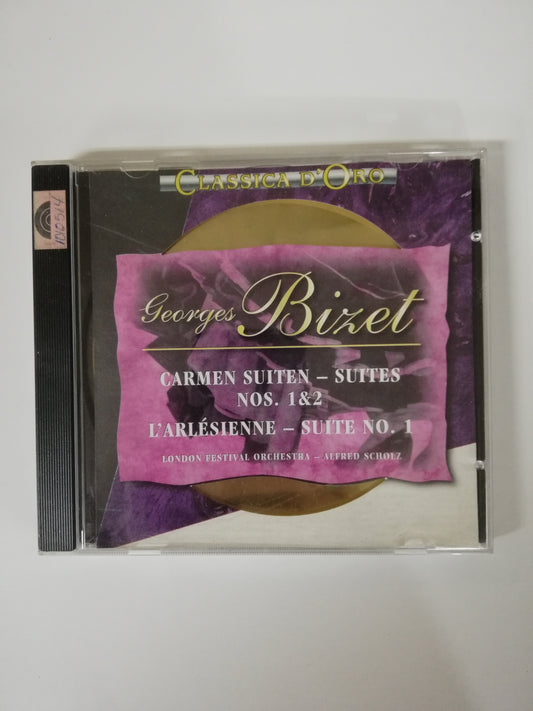 CLASSICA D'ORO
Georges Bizet
CARMEN SUITEN – SUITES
NOS. 1&2
L'ARLÉSIENNE – SUITE NO. 1
LONDON FESTIVAL ORCHESTRA – ALFRED SCHOLZ